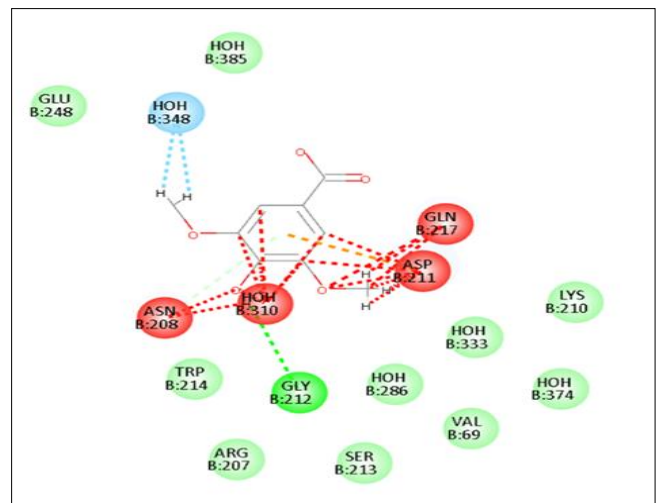 HOH
B:385
GLU
B:248
HOH
B:348
H
H
O
O
O
GLN
B:217
H
ASP
B:211
O
O
H
H
HOH
B:310
H
ASN
B:208
LYS
B:210
HOH
B:333
TRP
B:214
GLY
B:212
HOH
B:286
HOH
B:374
VAL
B:69
ARG
B:207
SER
B:213